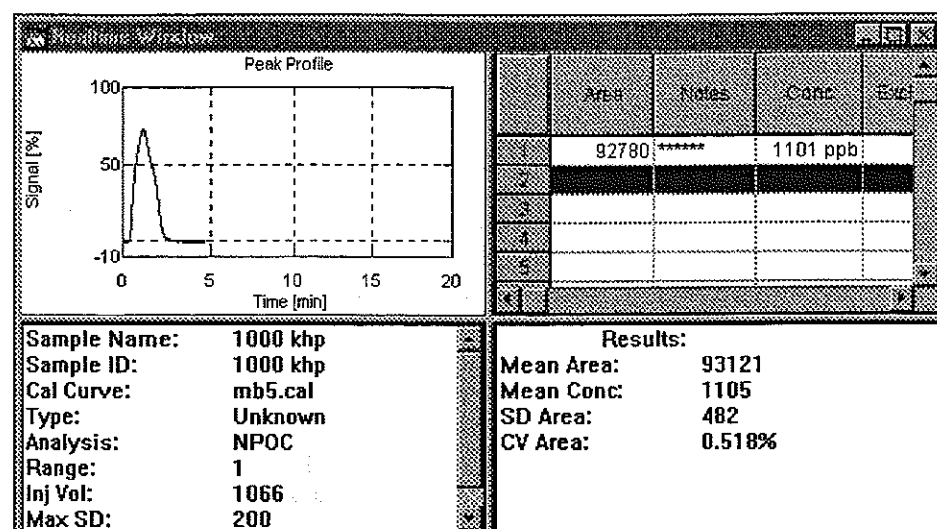 Peak Profile
100
50
-10
Signal [%]
0 5 10 15 20
Time [min]
Area Notes Conc
1 92780 ****** 1101 ppb
2
3
4
5
Sample Name: 1000 khp
Sample ID: 1000 khp
Cal Curve: mb5.cal
Type: Unknown
Analysis: NPOC
Range: 1
Inj Vol: 1066
Max SD: 200
Results:
Mean Area: 93121
Mean Conc: 1105
SD Area: 482
CV Area: 0.518%